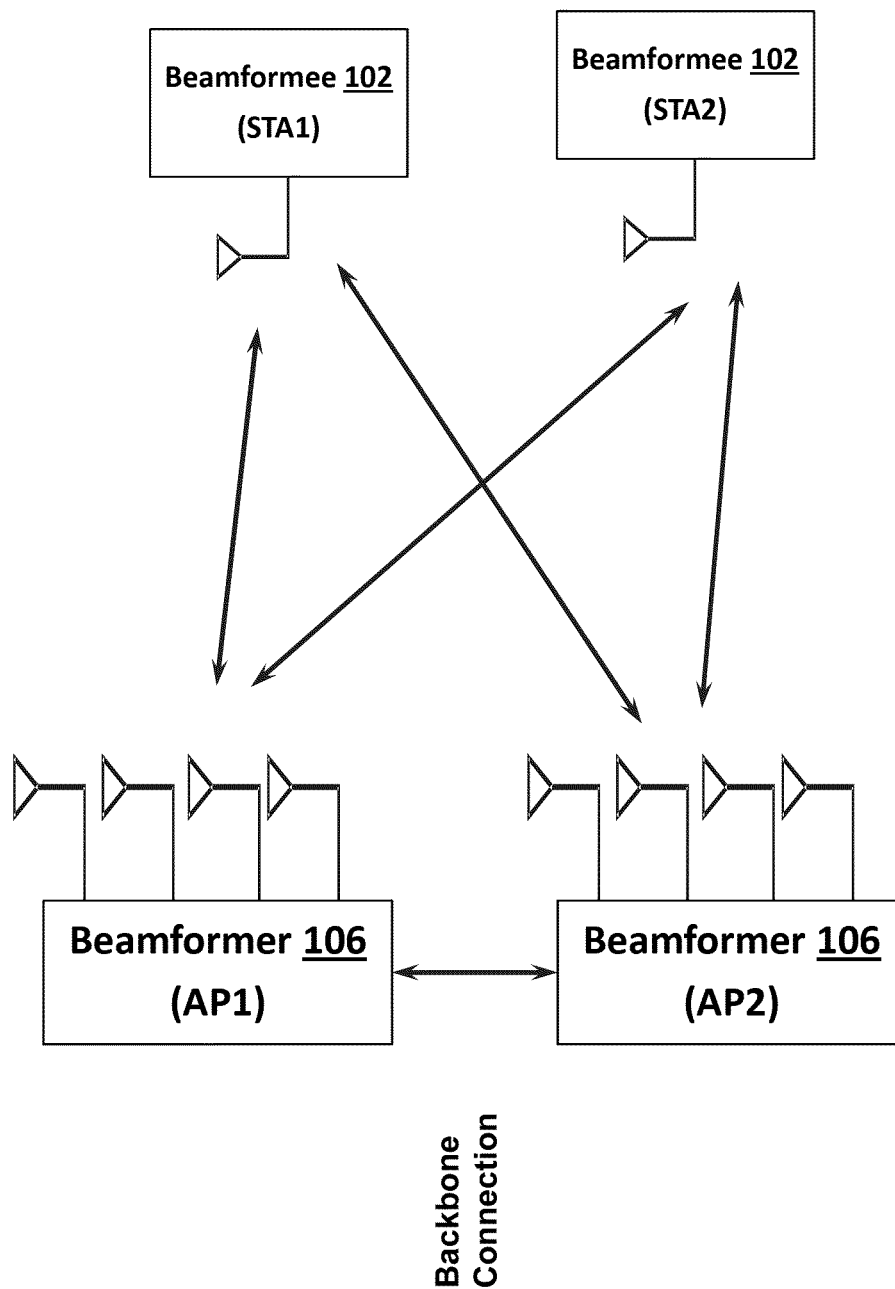 Beamformee 102
(STA1)
Beamformee 102
(STA2)
Beamformer 106
(AP1)
Beamformer 106
(AP2)
Backbone
Connection